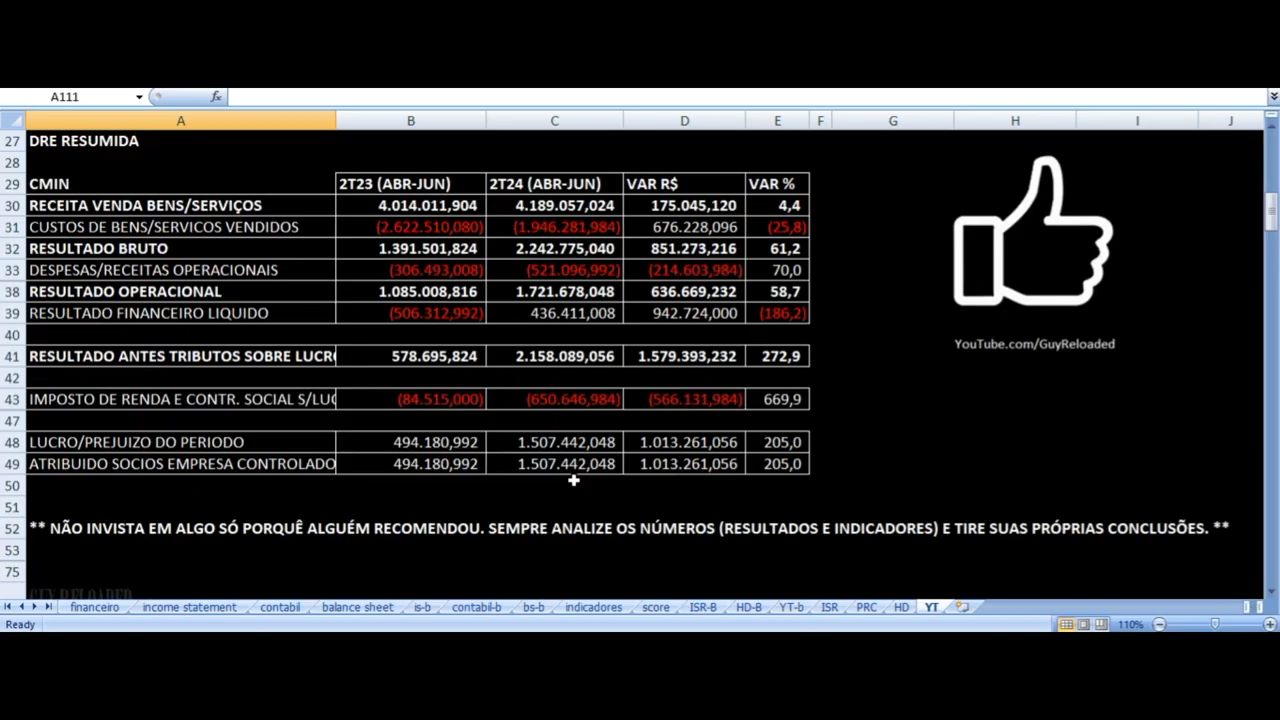 A111
fx
A B C D E F G H I J
27 DRE RESUMIDA
28
29 CMIN 2T23 (ABR-JUN) 2T24 (ABR-JUN) VAR R$ VAR %
30 RECEITA VENDA BENS/SERVIÇOS 4.014.011,904 4.189.057,024 175.045,120 4,4
31 CUSTOS DE BENS/SERVICOS VENDIDOS (2.622.510,080) (1.946.281,984) 676.228,096 (25,8)
32 RESULTADO BRUTO 1.391.501,824 2.242.775,040 851.273,216 61,2
33 DESPESAS/RECEITAS OPERACIONAIS (306.493,008) (521.096,992) (214.603,984) 70,0
38 RESULTADO OPERACIONAL 1.085.008,816 1.721.678,048 636.669,232 58,7
39 RESULTADO FINANCEIRO LIQUIDO (506.312,992) 436.411,008 942.724,000 (186,2)
YouTube.com/GuyReloaded
40
41 RESULTADO ANTES TRIBUTOS SOBRE LUCRO 578.695,824 2.158.089,056 1.579.393,232 272,9
42
43 IMPOSTO DE RENDA E CONTR. SOCIAL S/LUC (84.515,000) (650.646,984) (566.131,984) 669,9
47
48 LUCRO/PREJUIZO DO PERIODO 494.180,992 1.507.442,048 1.013.261,056 205,0
49 ATRIBUIDO SOCIOS EMPRESA CONTROLADO 494.180,992 1.507.442,048 1.013.261,056 205,0
50
51
52 ** NÃO INVISTA EM ALGO SÓ PORQUÊ ALGUÉM RECOMENDOU. SEMPRE ANALIZE OS NÚMEROS (RESULTADOS E INDICADORES) E TIRE SUAS PRÓPRIAS CONCLUSÕES. **
53
75
GUY RELOADED
financeiro income statement contabil balance sheet is-b contabil-b bs-b indicadores score ISR-B HD-B YT-b ISR PRC HD YT
Ready 110%